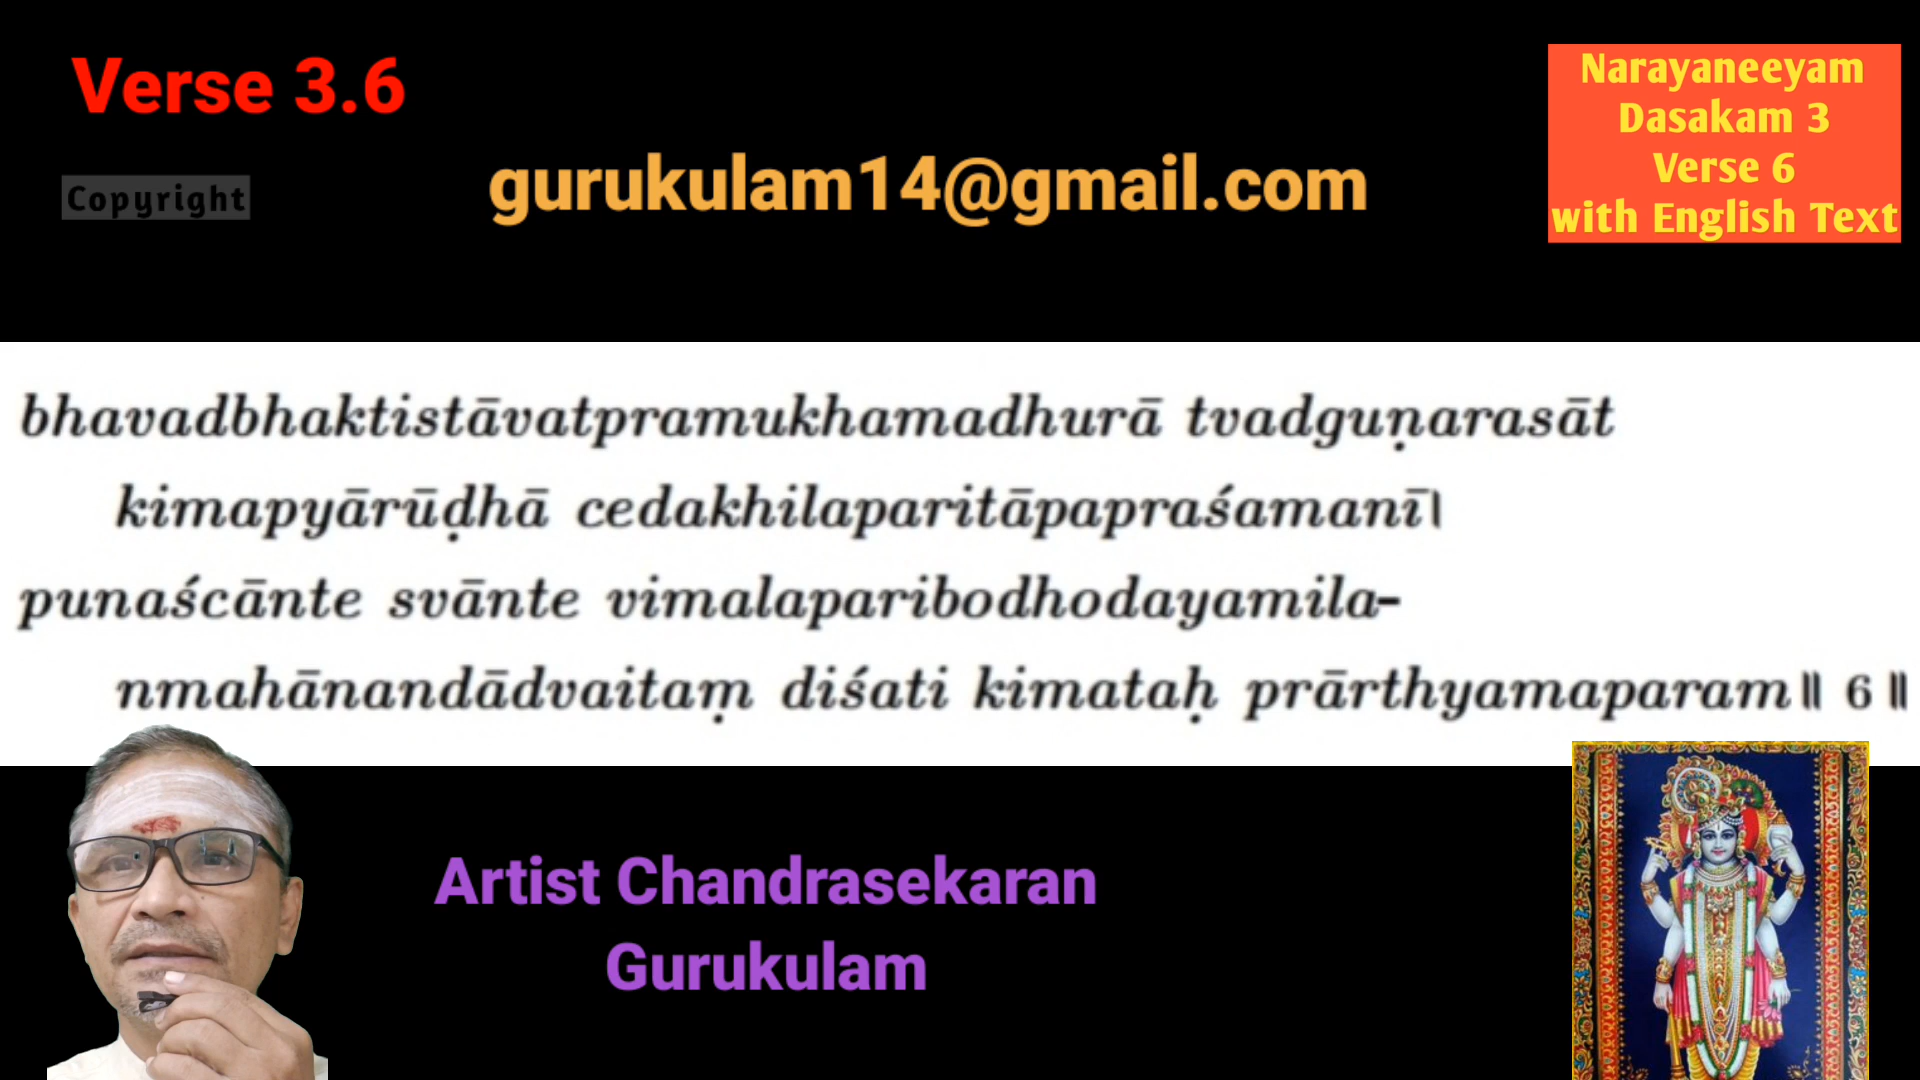 Verse 3.6
Copyright
gurukulam14@gmail.com
Narayaneeyam
Dasakam 3
Verse 6
with English Text
bhavadbhaktistāvatpramukhamadhurā tvadguṇarasāt
kimapyārūḍhā cedakhilaparitāpapraśamanī।
punaścānte svānte vimalaparibodhodayamila-
nmahānandādvaitaṃ diśati kimataḥ prārthyamaparam॥ 6 ॥
Artist Chandrasekaran
Gurukulam